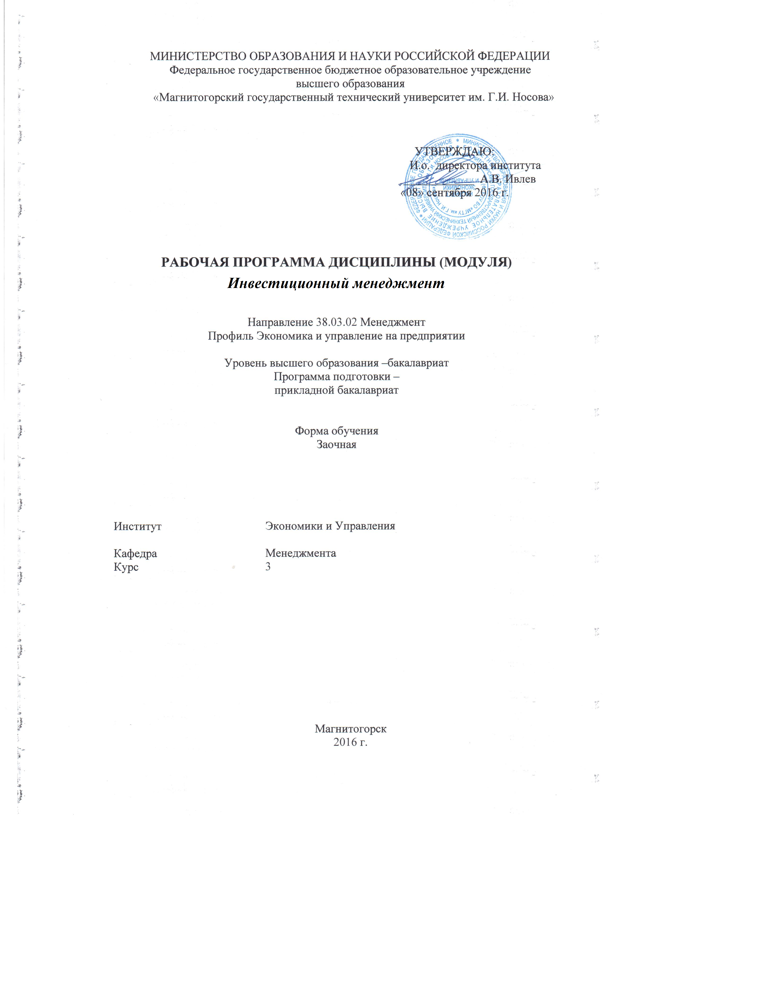 МИНИСТЕРСТВО ОБРАЗОВАНИЯ И НАУКИ РОССИЙСКОЙ ФЕДЕРАЦИИ
Федеральное государственное бюджетное образовательное учреждение
высшего образования
«Магнитогорский государственный технический университет им. Г.И. Носова»
УТВЕРЖДАЮ:
И.о. директора института
А.В. Ивлев
«08» сентября 2016 г.
РАБОЧАЯ ПРОГРАММА ДИСЦИПЛИНЫ (МОДУЛЯ)
Инвестиционный менеджмент
Направление 38.03.02 Менеджмент
Профиль Экономика и управление на предприятии
Уровень высшего образования –бакалавриат
Программа подготовки –
прикладной бакалавриат
Форма обучения
Заочная
Институт Экономики и Управления
Кафедра Менеджмента
Курс 3
Магнитогорск
2016 г.